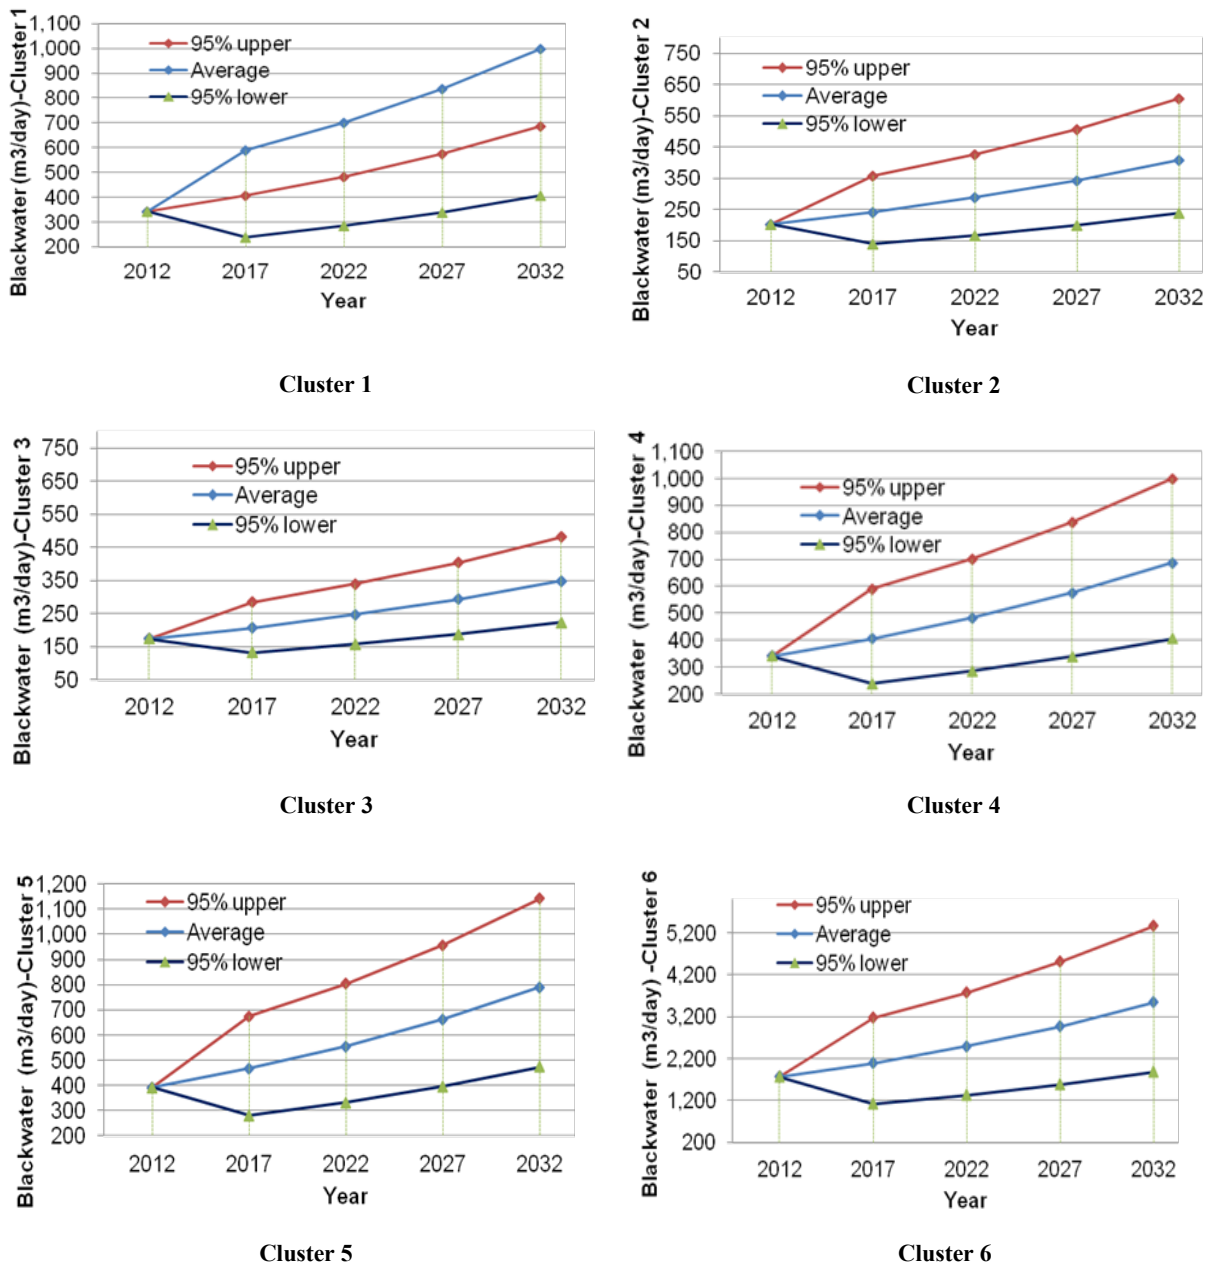 Blackwater (m3/day)-Cluster 1
1,100
1,000
900
800
700
600
500
400
300
200
95% upper
Average
95% lower
2012 2017 2022 2027 2032
Year
Cluster 1
Blackwater (m3/day)-Cluster 2
750
650
550
450
350
250
150
50
95% upper
Average
95% lower
2012 2017 2022 2027 2032
Year
Cluster 2
Blackwater (m3/day)-Cluster 3
750
650
550
450
350
250
150
50
95% upper
Average
95% lower
2012 2017 2022 2027 2032
Year
Cluster 3
Blackwater (m3/day)-Cluster 4
1,100
1,000
900
800
700
600
500
400
300
200
95% upper
Average
95% lower
2012 2017 2022 2027 2032
Year
Cluster 4
Blackwater (m3/day)-Cluster 5
1,200
1,100
1,000
900
800
700
600
500
400
300
200
95% upper
Average
95% lower
2012 2017 2022 2027 2032
Year
Cluster 5
Blackwater (m3/day) -Cluster 6
5,200
4,200
3,200
2,200
1,200
200
95% upper
Average
95% lower
2012 2017 2022 2027 2032
Year
Cluster 6